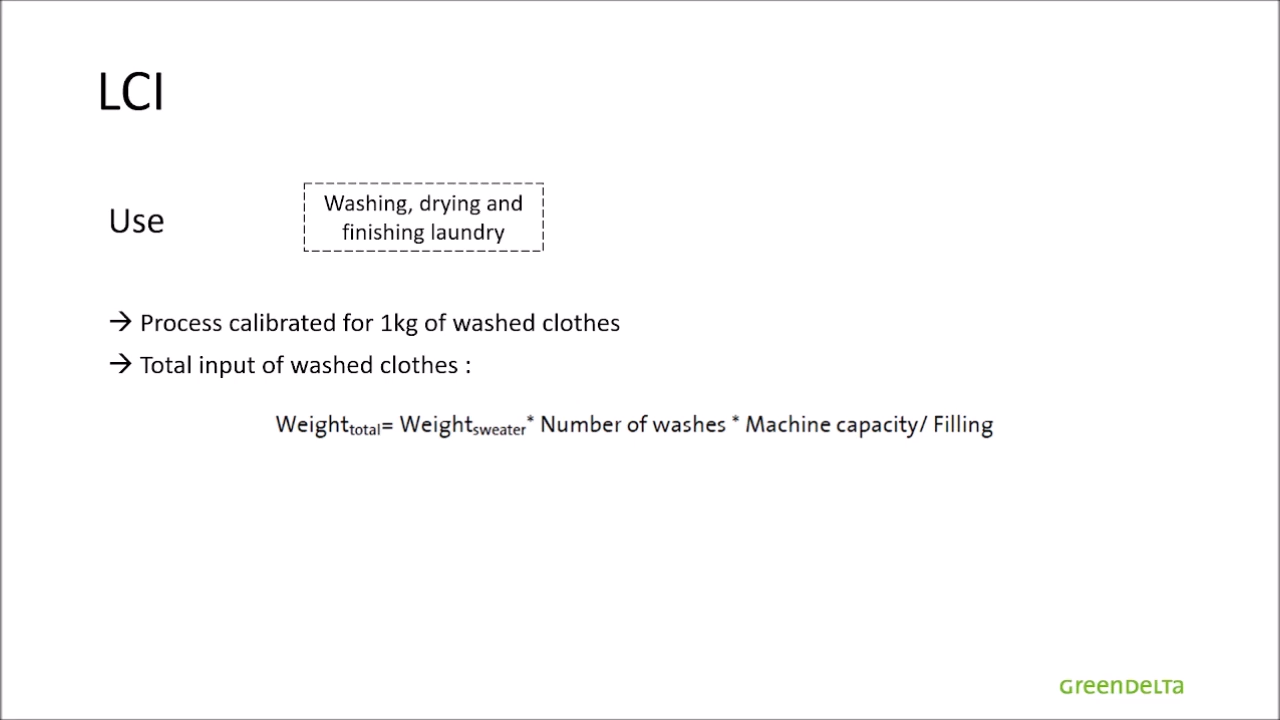 LCI
Use
Washing, drying and
finishing laundry
→ Process calibrated for 1kg of washed clothes
→ Total input of washed clothes :
Weighttotal= Weightsweater* Number of washes * Machine capacity/ Filling
GreenDelta